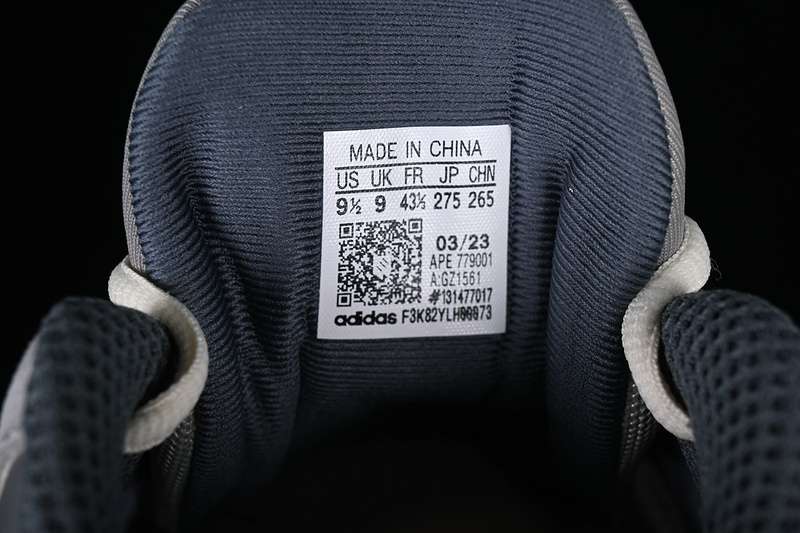 MADE IN CHINA
US UK FR JP CHN
9½ 9 43⅓ 275 265
03/23
APE 779001
A:GZ1561
#131477017
adidas F3K82YLH00073